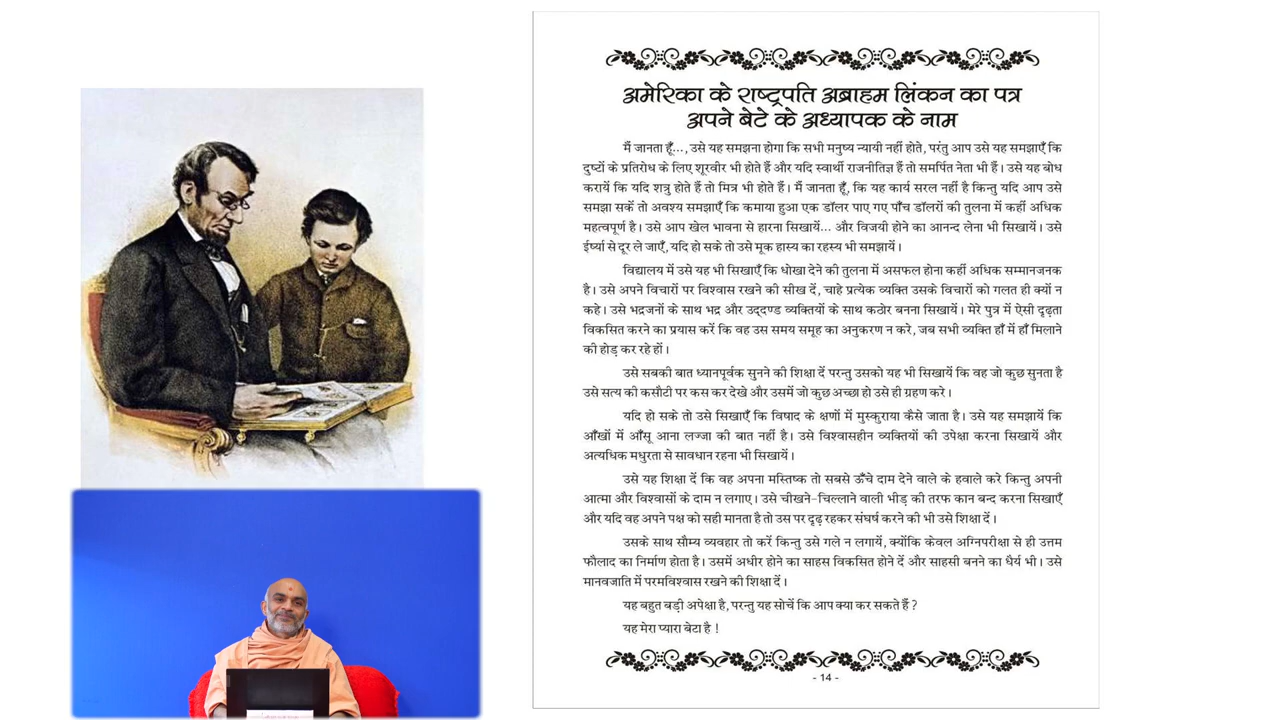 अमेरिका के राष्ट्रपति अब्राहम लिंकन का पत्र
अपने बेटे के अध्यापक के नाम
मैं जानता हूँ..., उसे यह समझना होगा कि सभी मनुष्य न्यायी नहीं होते, परंतु आप उसे यह समझाएँ कि
दुष्टों के प्रतिरोध के लिए शूरवीर भी होते हैं और यदि स्वार्थी राजनीतिज्ञ हैं तो समर्पित नेता भी हैं। उसे यह बोध
करायें कि यदि शत्रु होते हैं तो मित्र भी होते हैं। मैं जानता हूँ, कि यह कार्य सरल नहीं है किन्तु यदि आप उसे
समझा सकें तो अवश्य समझाएँ कि कमाया हुआ एक डॉलर पाए गए पाँच डॉलरों की तुलना में कहीं अधिक
महत्वपूर्ण है। उसे आप खेल भावना से हारना सिखायें... और विजयी होने का आनन्द लेना भी सिखायें। उसे
ईर्ष्या से दूर ले जाएँ, यदि हो सके तो उसे मूक हास्य का रहस्य भी समझायें।
विद्यालय में उसे यह भी सिखाएँ कि धोखा देने की तुलना में असफल होना कहीं अधिक सम्मानजनक
है। उसे अपने विचारों पर विश्वास रखने की सीख दें, चाहे प्रत्येक व्यक्ति उसके विचारों को गलत ही क्यों न
कहे। उसे भद्रजनों के साथ भद्र और उद्दण्ड व्यक्तियों के साथ कठोर बनना सिखायें। मेरे पुत्र में ऐसी दृढ़ता
विकसित करने का प्रयास करें कि वह उस समय समूह का अनुकरण न करे, जब सभी व्यक्ति हाँ में हाँ मिलाने
की होड़ कर रहे हों।
उसे सबकी बात ध्यानपूर्वक सुनने की शिक्षा दें परन्तु उसको यह भी सिखायें कि वह जो कुछ सुनता है
उसे सत्य की कसौटी पर कस कर देखे और उसमें जो कुछ अच्छा हो उसे ही ग्रहण करे।
यदि हो सके तो उसे सिखाएँ कि विषाद के क्षणों में मुस्कुराया कैसे जाता है। उसे यह समझायें कि
आँखों में आँसू आना लज्जा की बात नहीं है। उसे विश्वासहीन व्यक्तियों की उपेक्षा करना सिखायें और
अत्यधिक मधुरता से सावधान रहना भी सिखायें।
उसे यह शिक्षा दें कि वह अपना मस्तिष्क तो सबसे ऊँचे दाम देने वाले के हवाले करे किन्तु अपनी
आत्मा और विश्वासों के दाम न लगाए। उसे चीखने-चिल्लाने वाली भीड़ की तरफ कान बन्द करना सिखाएँ
और यदि वह अपने पक्ष को सही मानता है तो उस पर दृढ़ रहकर संघर्ष करने की भी उसे शिक्षा दें।
उसके साथ सौम्य व्यवहार तो करें किन्तु उसे गले न लगायें, क्योंकि केवल अग्निपरीक्षा से ही उत्तम
फौलाद का निर्माण होता है। उसमें अधीर होने का साहस विकसित होने दें और साहसी बनने का धैर्य भी। उसे
मानवजाति में परमविश्वास रखने की शिक्षा दें।
यह बहुत बड़ी अपेक्षा है, परन्तु यह सोचें कि आप क्या कर सकते हैं?
यह मेरा प्यारा बेटा है!
- 14 -